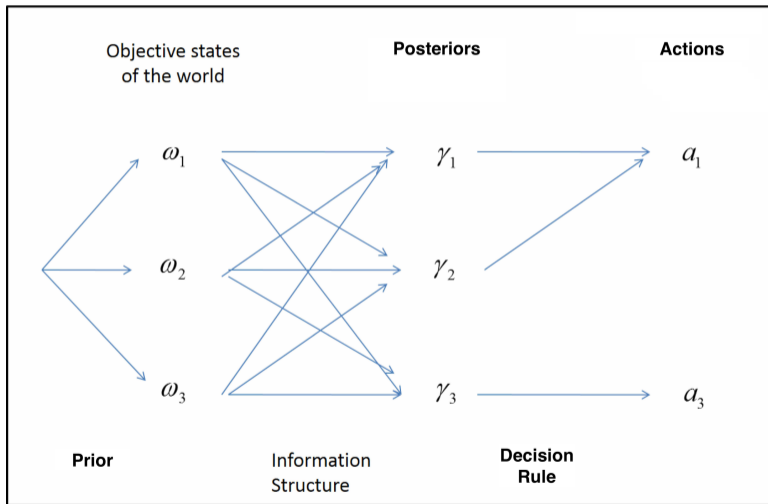 Objective states
of the world
Posteriors
Actions
ω₁
γ₁
a₁
ω₂
γ₂
ω₃
γ₃
a₃
Prior
Information
Structure
Decision
Rule